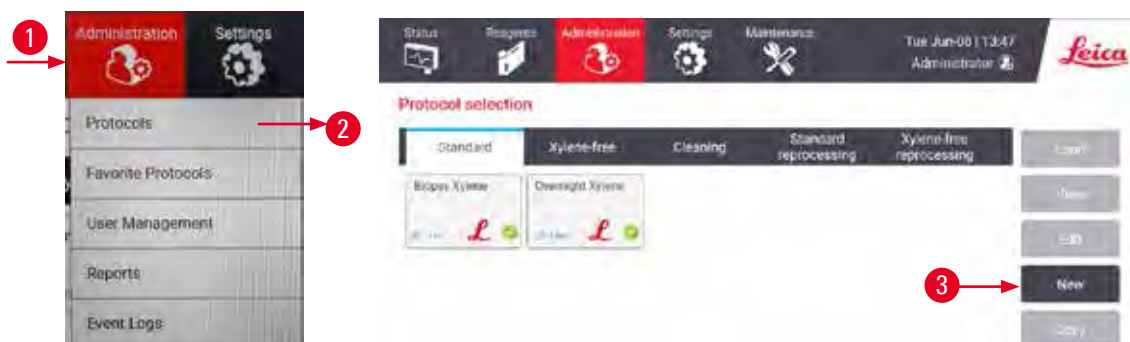 1
Administration
Settings
Protocols
2
Favorite Protocols
User Management
Reports
Event Logs
Status
Reagents
Administration
Settings
Maintenance
Tue Jun-08 13:47
Administrator
Leica
Protocol selection
Standard
Xylene-free
Cleaning
Standard
reprocessing
Xylene-free
reprocessing
Biopsy Xylene
Overnight Xylene
Edit
3
New
Copy